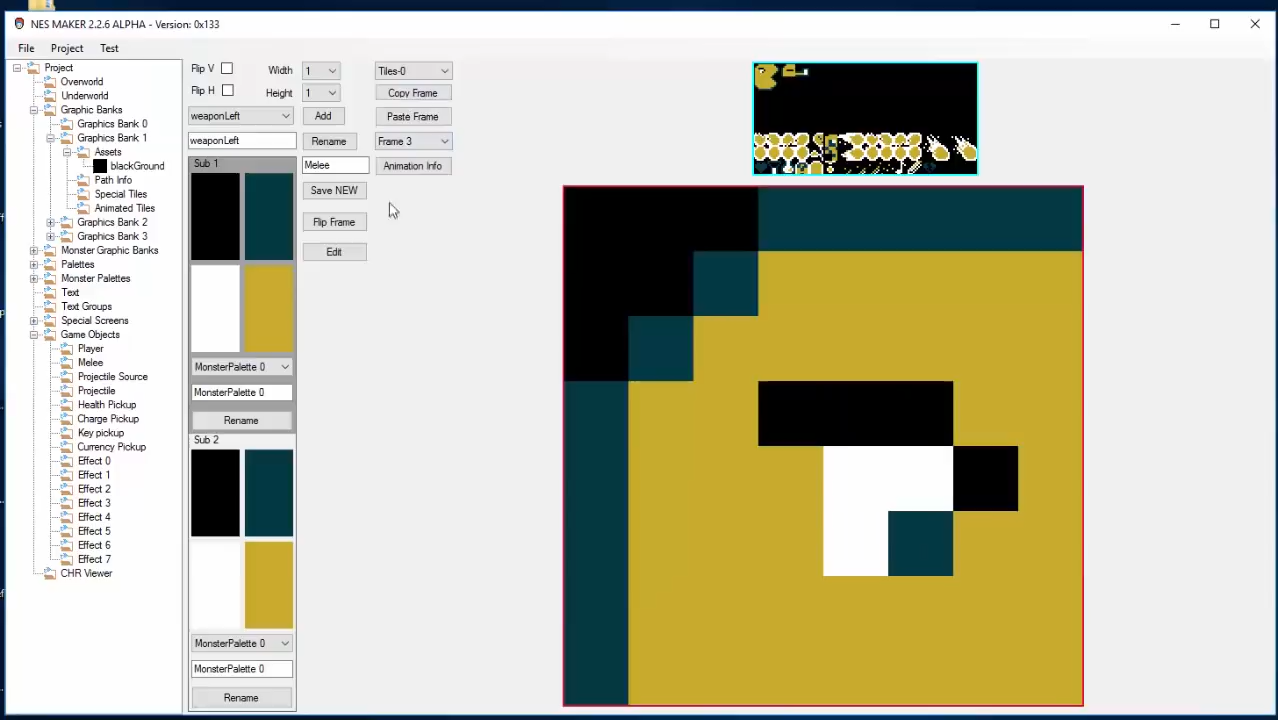 NES MAKER 2.2.6 ALPHA - Version: 0x133
File Project Test
Project
Overworld
Underworld
Graphic Banks
Graphics Bank 0
Graphics Bank 1
Assets
blackGround
Path Info
Special Tiles
Animated Tiles
Graphics Bank 2
Graphics Bank 3
Monster Graphic Banks
Palettes
Monster Palettes
Text
Text Groups
Special Screens
Game Objects
Player
Melee
Projectile Source
Projectile
Health Pickup
Charge Pickup
Key pickup
Currency Pickup
Effect 0
Effect 1
Effect 2
Effect 3
Effect 4
Effect 5
Effect 6
Effect 7
CHR Viewer
Flip V Width 1 Tiles-0
Flip H Height 1 Copy Frame
weaponLeft Add Paste Frame
weaponLeft Rename Frame 3
Sub 1 Melee Animation Info
Save NEW
Flip Frame
Edit
MonsterPalette 0
MonsterPalette 0
Rename
Sub 2
MonsterPalette 0
MonsterPalette 0
Rename